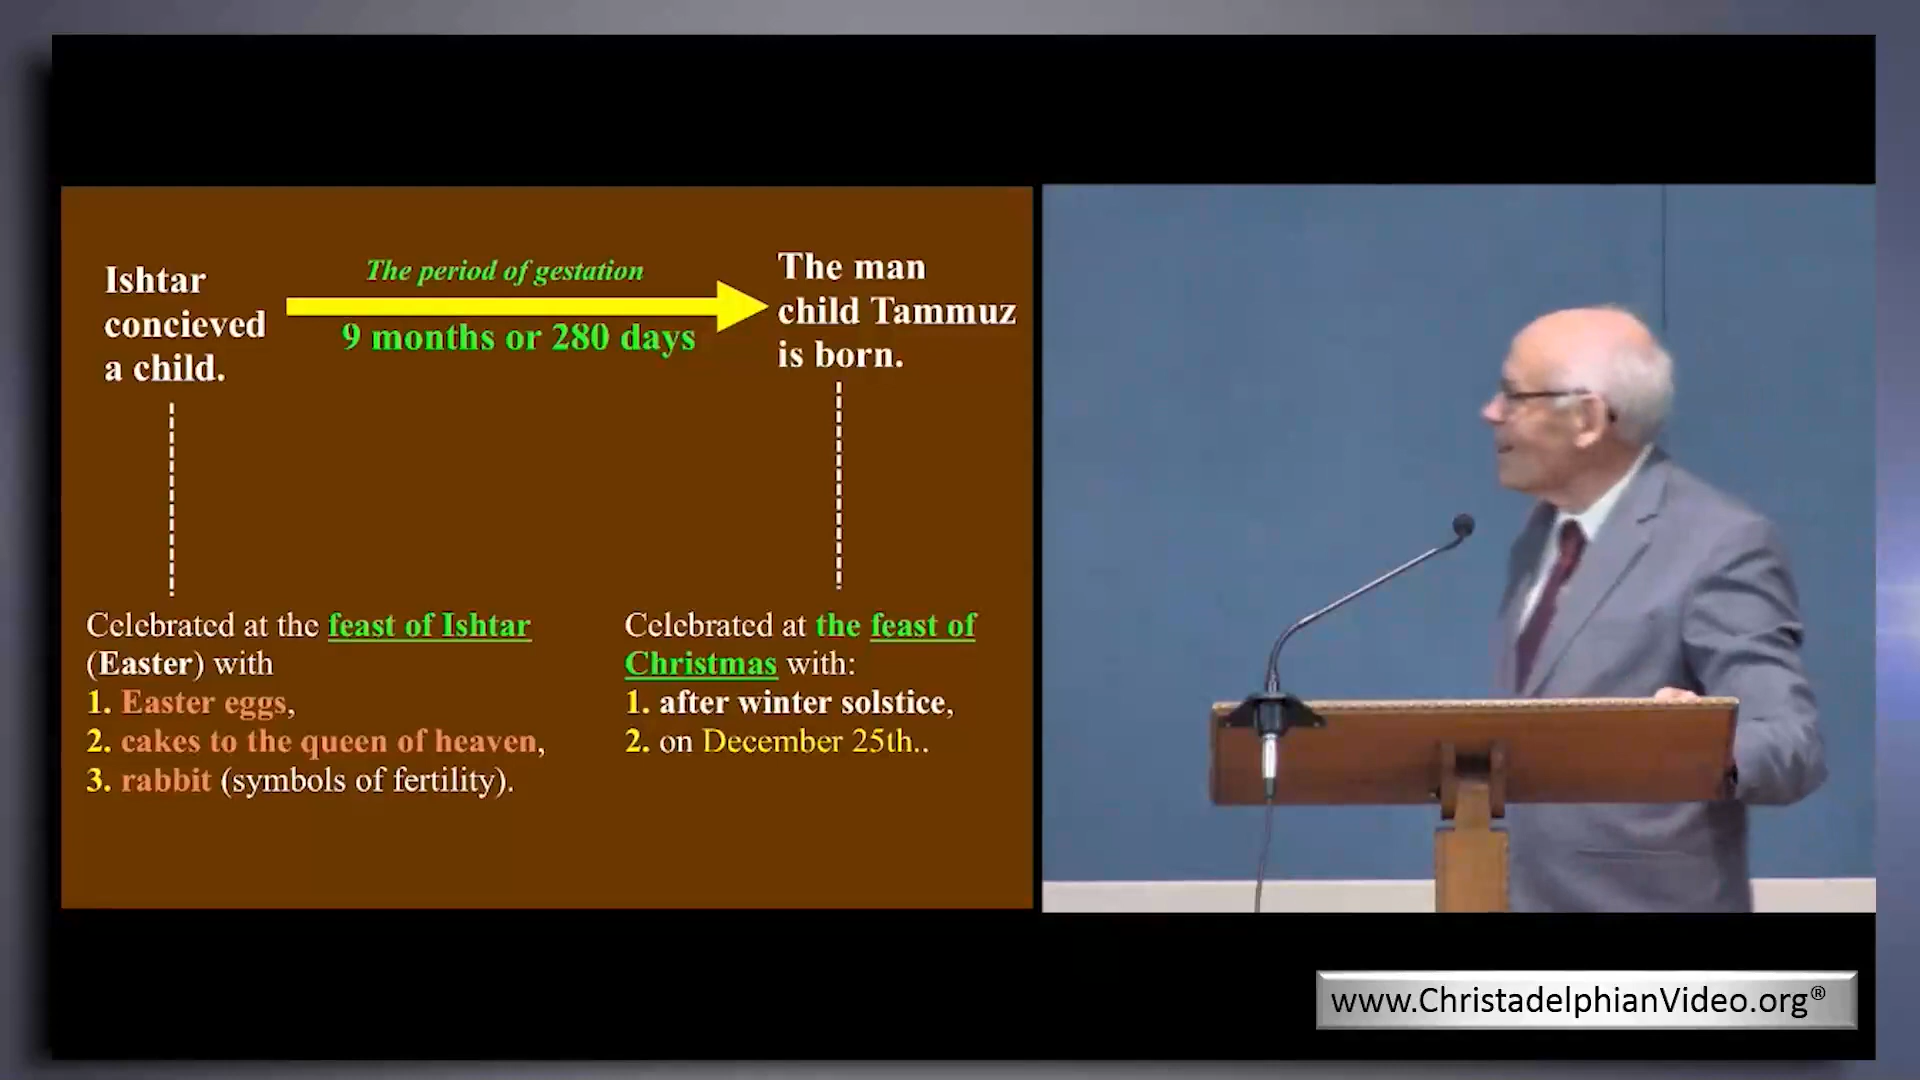 Ishtar
concieved
a child.
The period of gestation
9 months or 280 days
The man
child Tammuz
is born.
Celebrated at the feast of Ishtar
(Easter) with
1. Easter eggs,
2. cakes to the queen of heaven,
3. rabbit (symbols of fertility).
Celebrated at the feast of
Christmas with:
1. after winter solstice,
2. on December 25th..
www.ChristadelphianVideo.org®